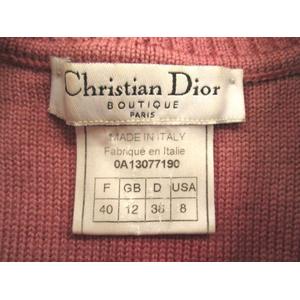 Christian Dior
BOUTIQUE
PARIS
MADE IN ITALY
Fabriqué en Italie
0A13077190
F GB D USA
40 12 38 8